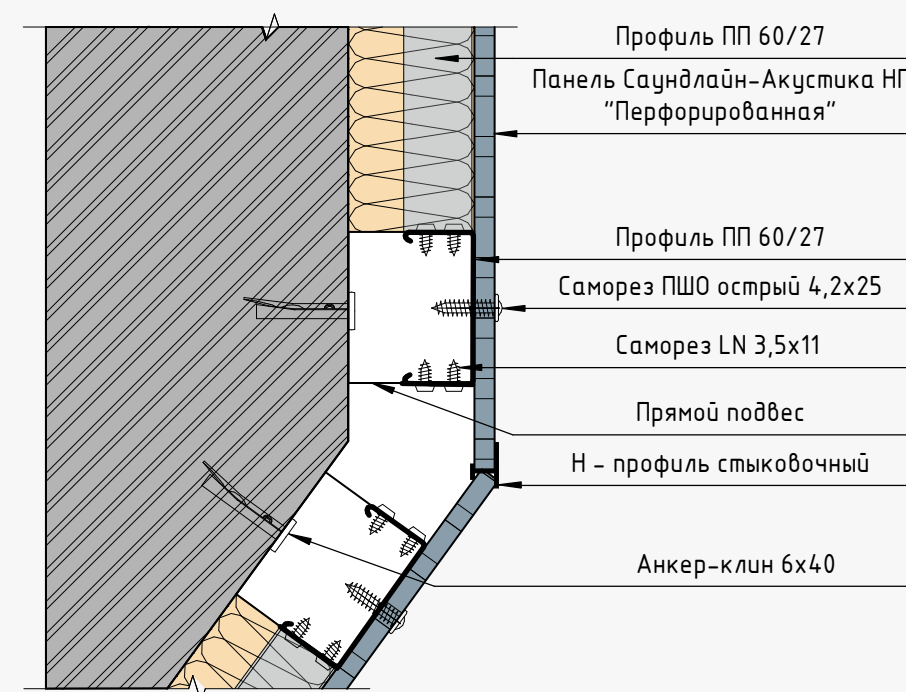 Профиль ПП 60/27
Панель Саундлайн-Акустика НГ
"Перфорированная"
Профиль ПП 60/27
Саморез ПШО острый 4,2х25
Саморез LN 3,5х11
Прямой подвес
Н - профиль стыковочный
Анкер-клин 6х40